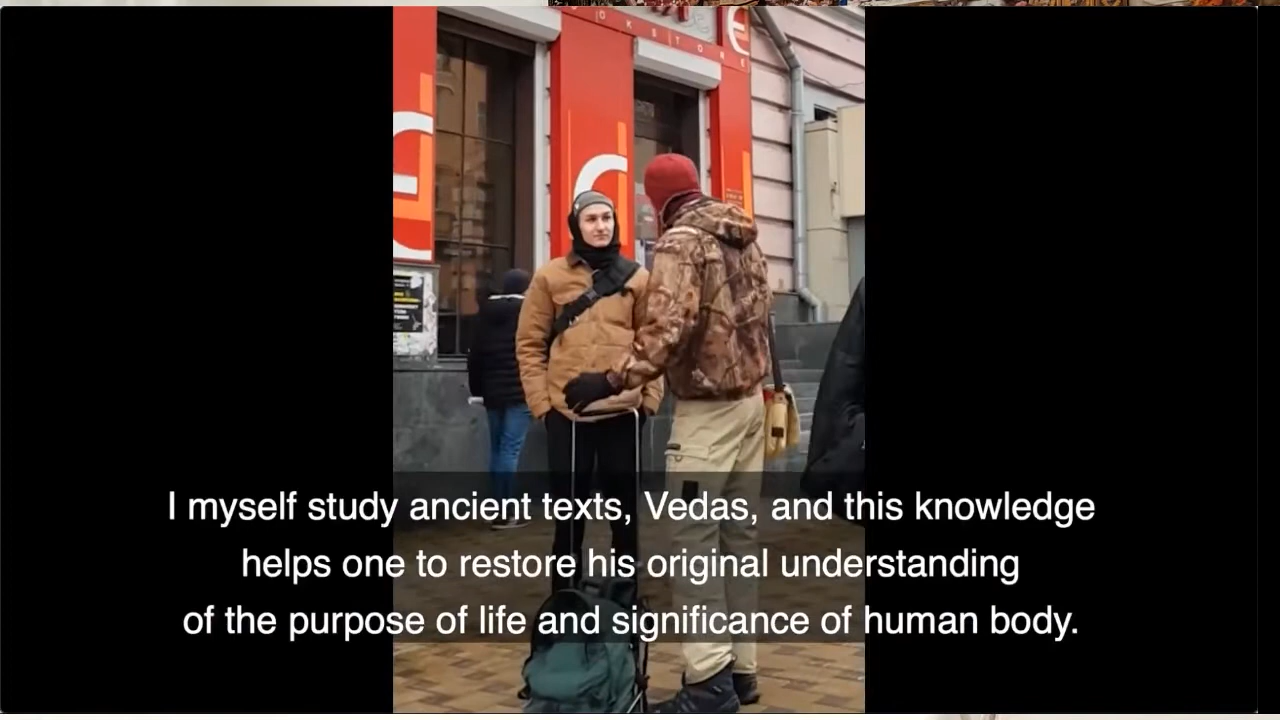 OKSTORE
I myself study ancient texts, Vedas, and this knowledge
helps one to restore his original understanding
of the purpose of life and significance of human body.